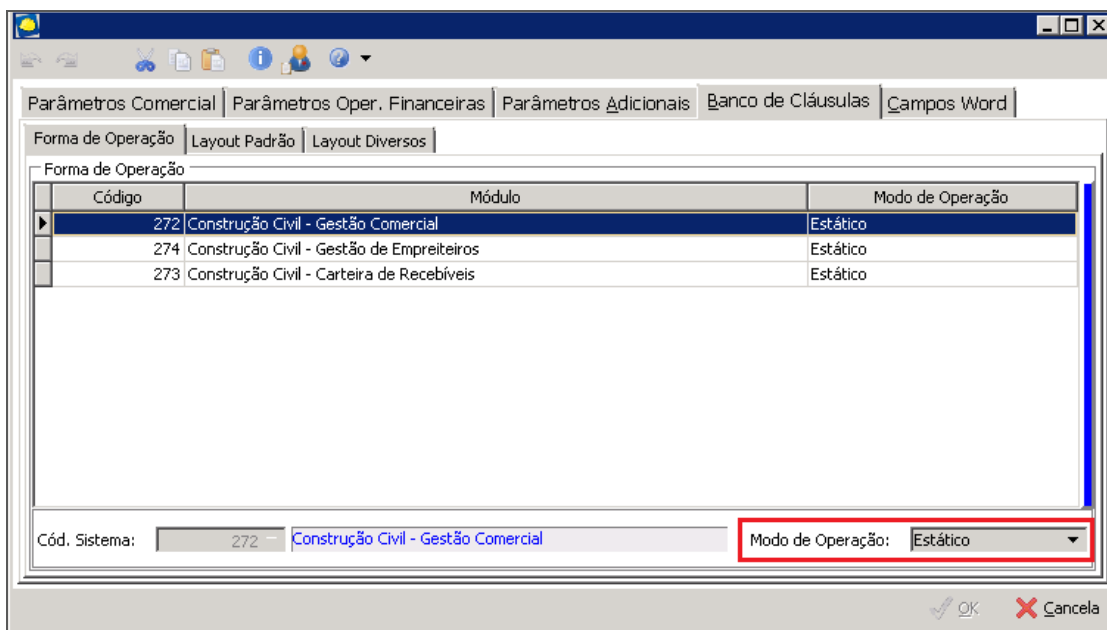 Parâmetros Comercial Parâmetros Oper. Financeiras Parâmetros Adicionais Banco de Cláusulas Campos Word
Forma de Operação Layout Padrão Layout Diversos
Forma de Operação
Código Módulo Modo de Operação
272 Construção Civil - Gestão Comercial Estático
274 Construção Civil - Gestão de Empreiteiros Estático
273 Construção Civil - Carteira de Recebíveis Estático
Cód. Sistema: 272 Construção Civil - Gestão Comercial Modo de Operação: Estático
OK Cancela